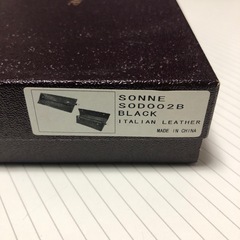 SONNE
SOD002B
BLACK
ITALIAN LEATHER
MADE IN CHINA